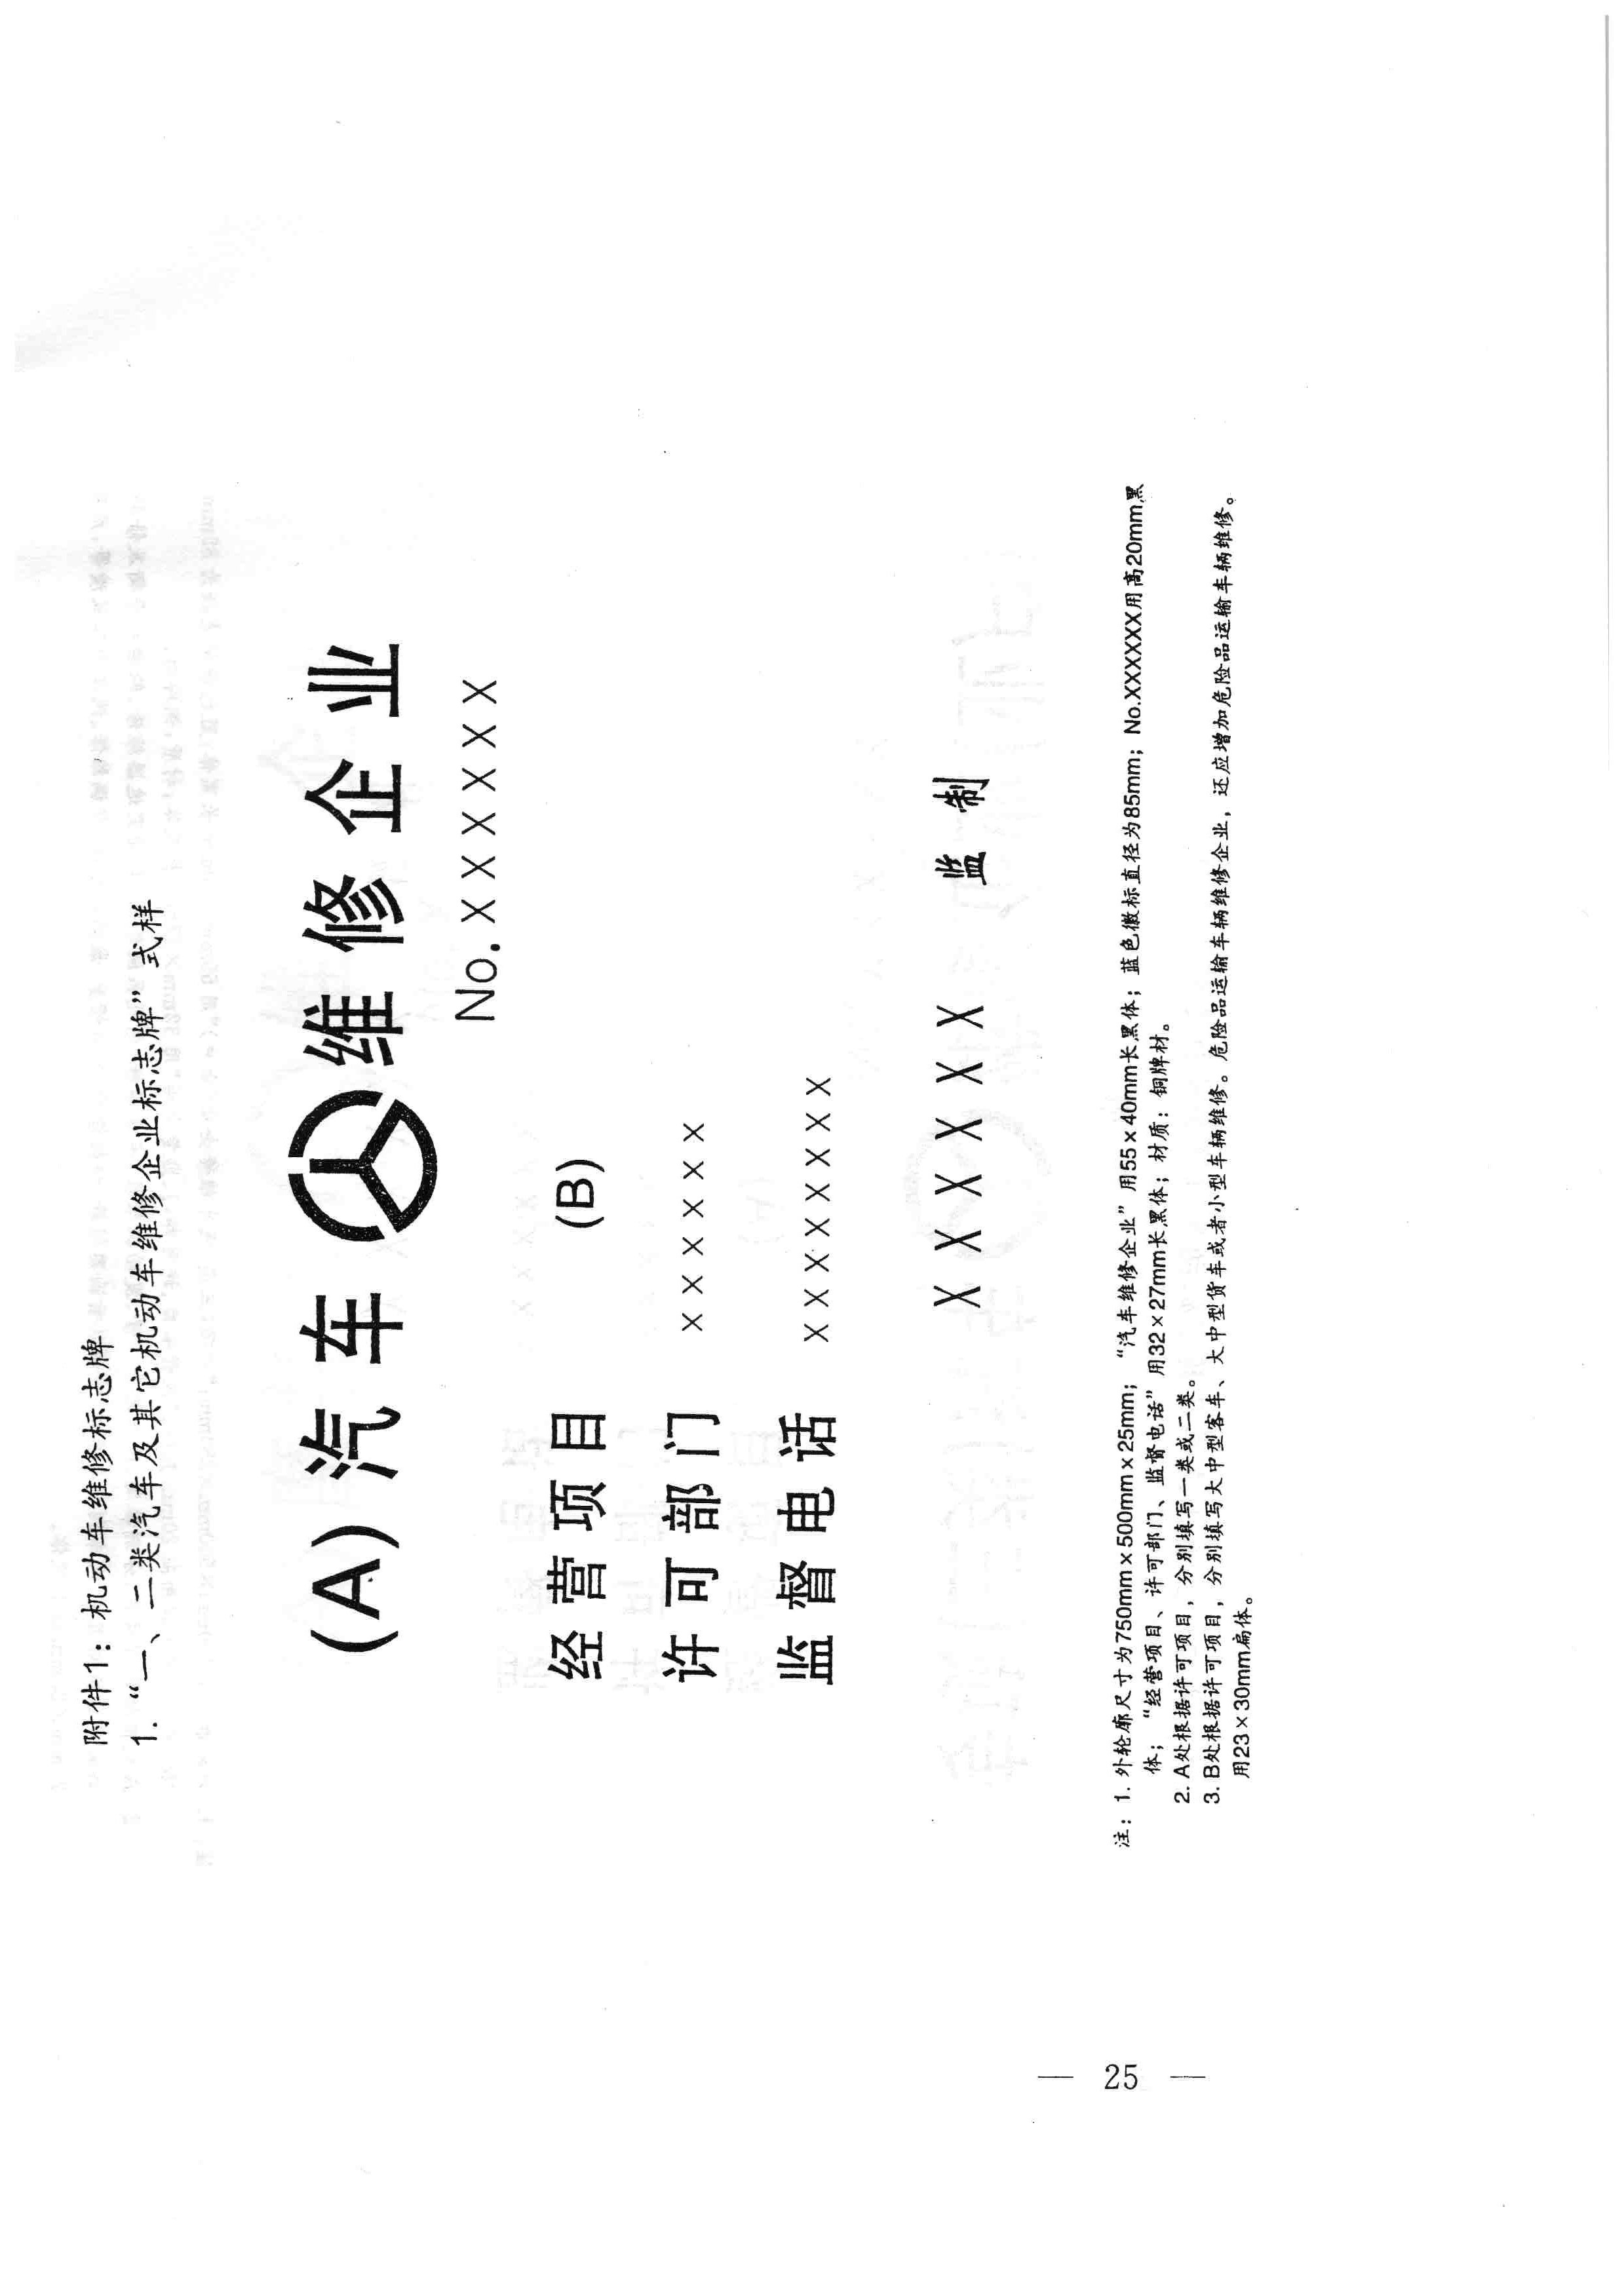 附件1：机动车维修标志牌
1.“一、二类汽车及其它机动车维修企业标志牌”式样
(A)汽车维修企业
No.XXXXXX
经营项目 (B)
许可部门 ××××××
监督电话 ××××××××
XXXXXX 监制
注：1.外轮廓尺寸为750mm×500mm×25mm；“汽车维修企业”用55×40mm长黑体；蓝色徽标直径为85mm；No.XXXXXX用高20mm黑
体；“经营项目、许可部门、监督电话”用32×27mm长黑体；材质：铜牌材。
2.A处根据许可项目，分别填写一类或二类。
3.B处根据许可项目，分别填写大中型客车、大中型货车或者小型车辆维修。危险品运输车辆维修企业，还应增加危险品运输车辆维修。
用23×30mm扁体。
— 25 —